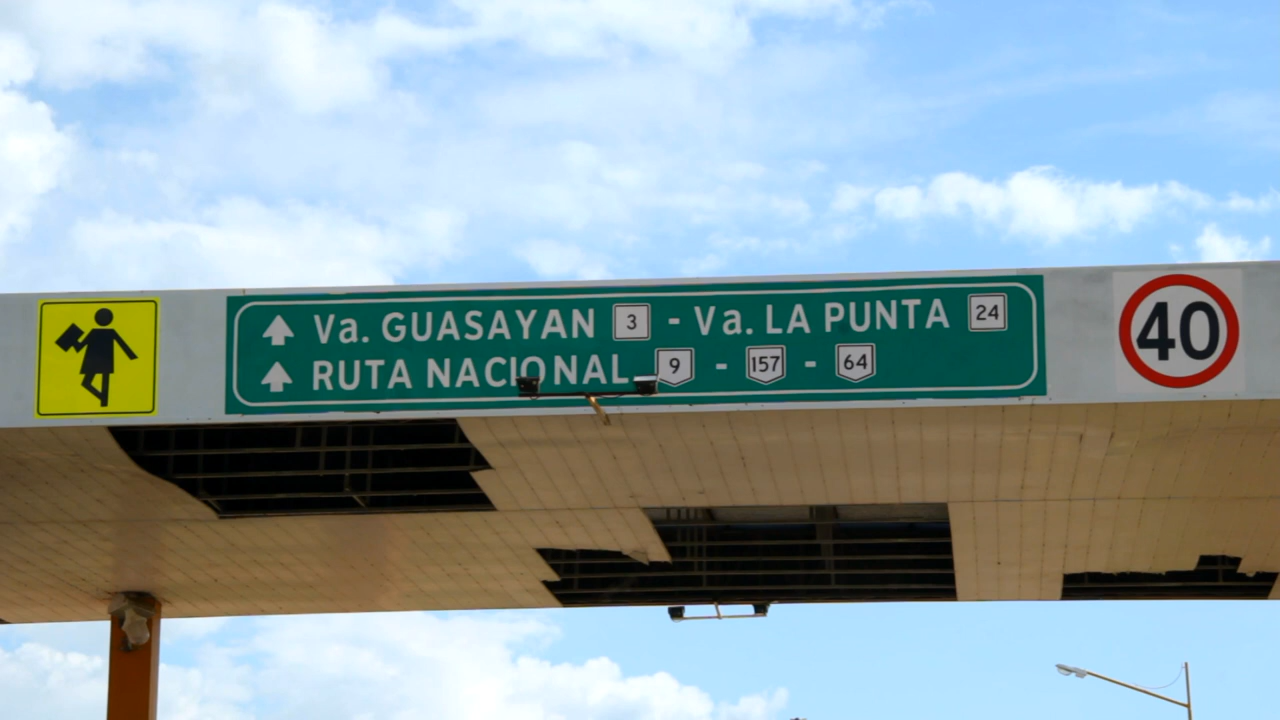 Va. GUASAYAN 3 - Va. LA PUNTA 24
RUTA NACIONAL 9 - 157 - 64
40